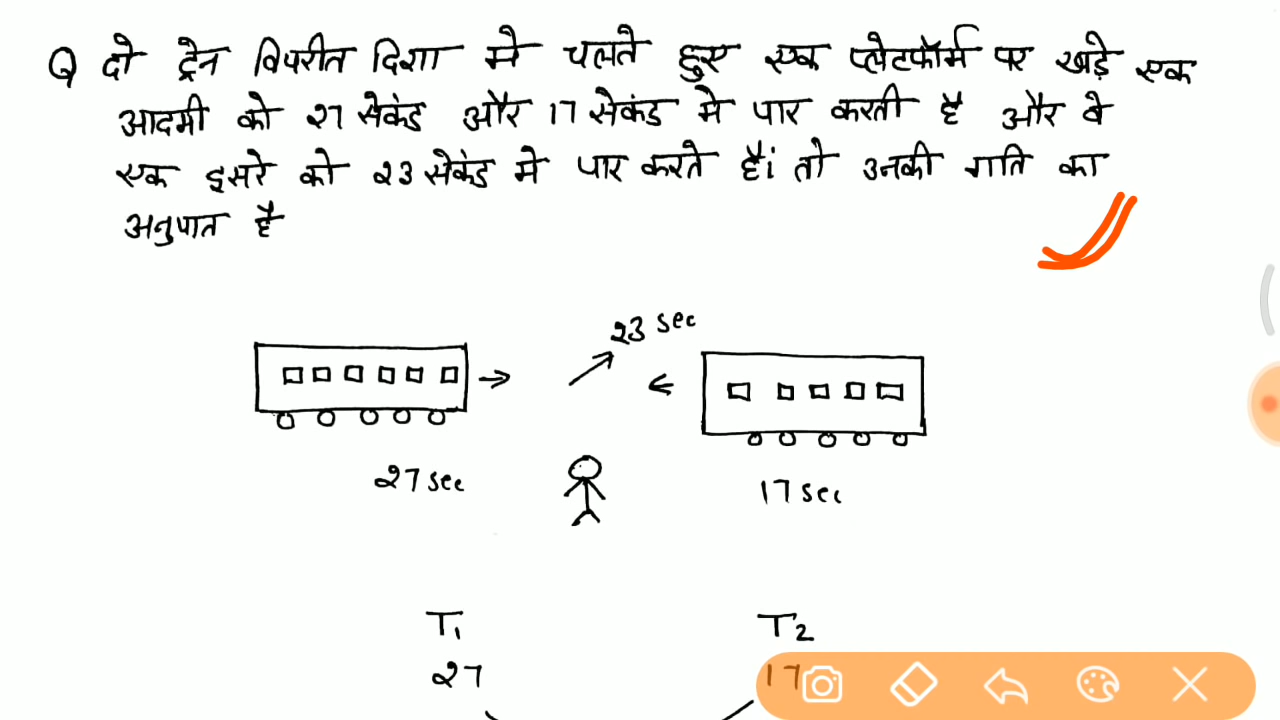 Q दो ट्रेन विपरीत दिशा मे चलते हुए एक प्लेटफॉर्म पर खड़े एक
आदमी को 27 सेकंड और 17 सेकंड मे पार करती है और वे
एक दुसरे को 23 सेकंड मे पार करते है। तो उनकी गति का
अनुपात है
23 sec
27 sec
17 sec
T1 T2
27 17